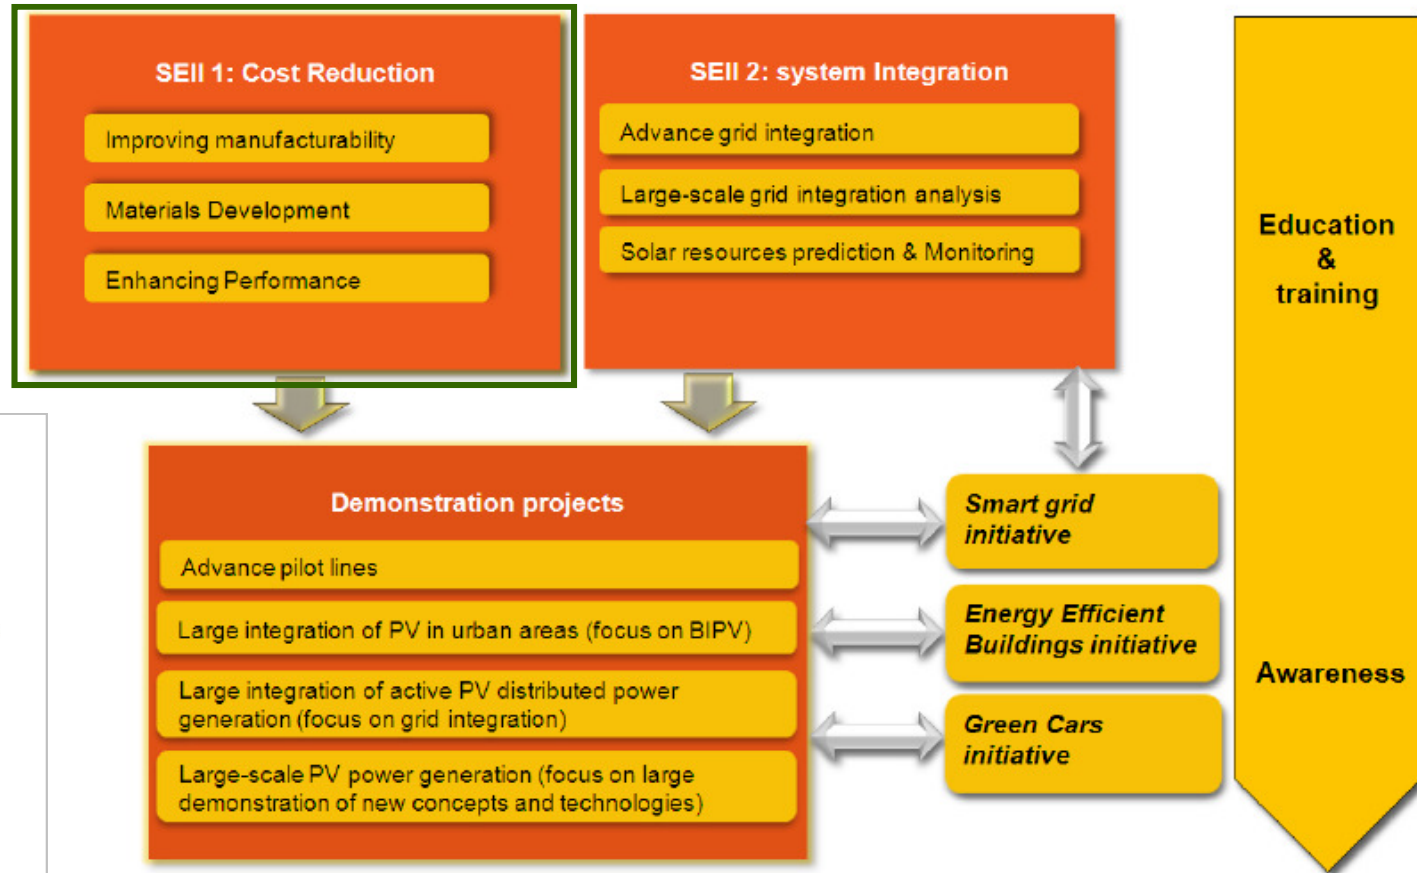 SEII 1: Cost Reduction
Improving manufacturability
Materials Development
Enhancing Performance
SEII 2: system Integration
Advance grid integration
Large-scale grid integration analysis
Solar resources prediction & Monitoring
Demonstration projects
Advance pilot lines
Large integration of PV in urban areas (focus on BIPV)
Large integration of active PV distributed power
generation (focus on grid integration)
Large-scale PV power generation (focus on large
demonstration of new concepts and technologies)
Smart grid
initiative
Energy Efficient
Buildings initiative
Green Cars
initiative
Education
&
training
Awareness